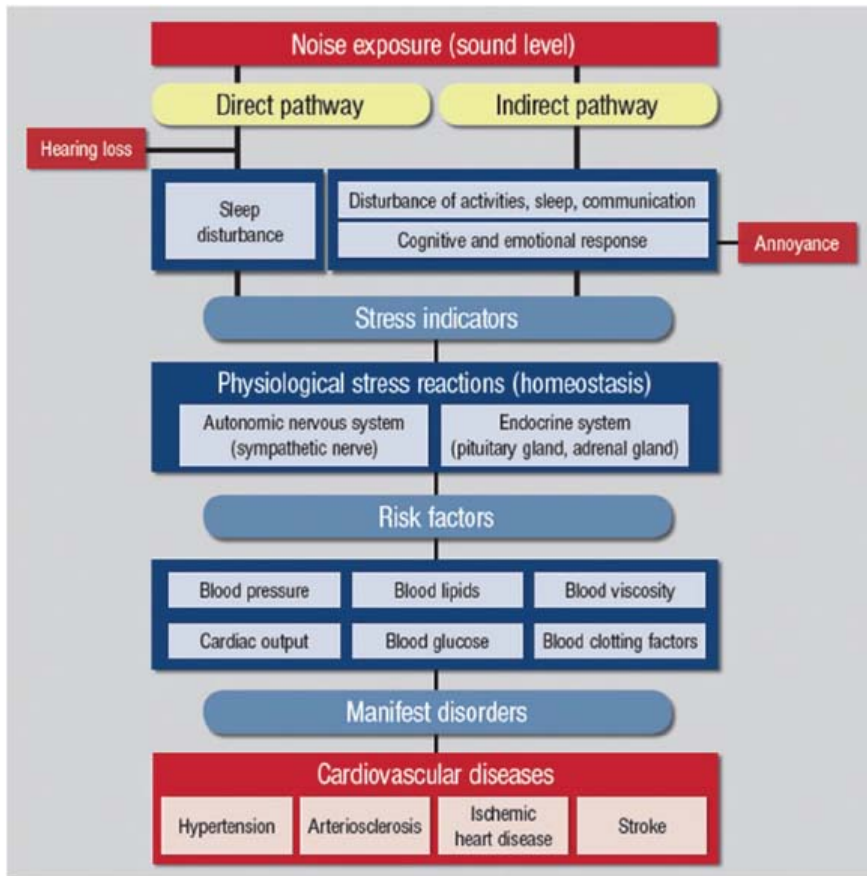 Noise exposure (sound level)
Direct pathway
Indirect pathway
Hearing loss
Sleep
disturbance
Disturbance of activities, sleep, communication
Cognitive and emotional response
Annoyance
Stress indicators
Physiological stress reactions (homeostasis)
Autonomic nervous system
(sympathetic nerve)
Endocrine system
(pituitary gland, adrenal gland)
Risk factors
Blood pressure
Blood lipids
Blood viscosity
Cardiac output
Blood glucose
Blood clotting factors
Manifest disorders
Cardiovascular diseases
Hypertension
Arteriosclerosis
Ischemic
heart disease
Stroke